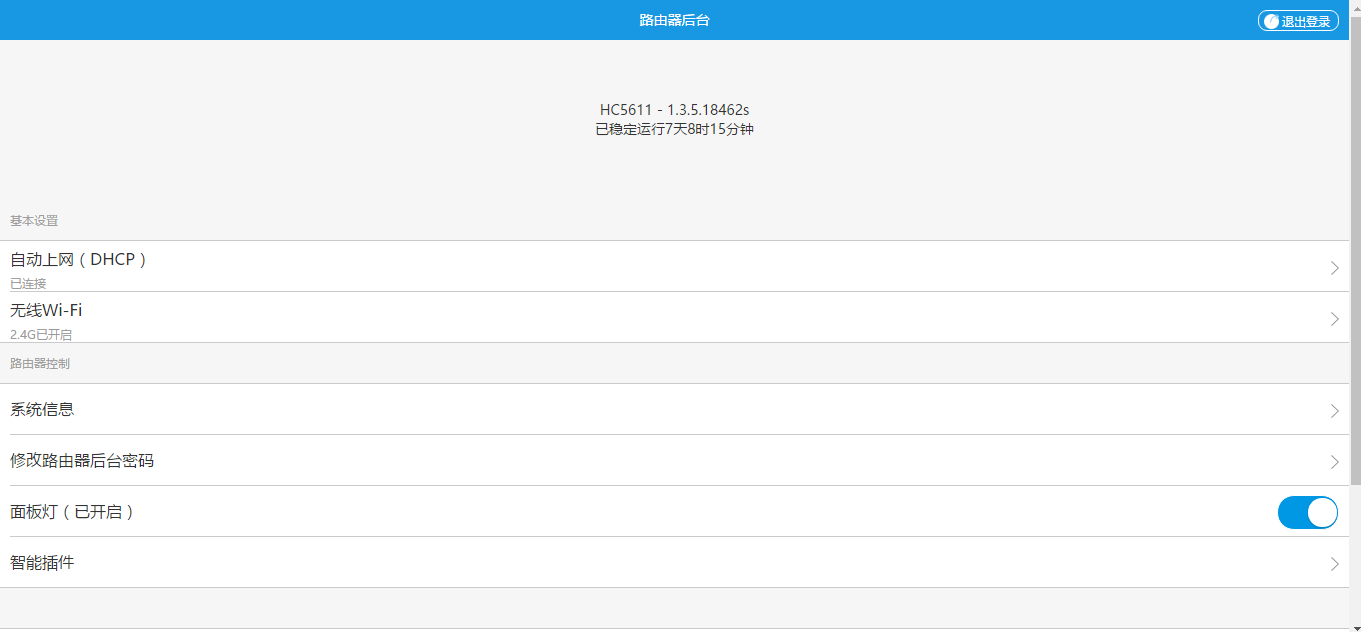 路由器后台
退出登录
HC5611 - 1.3.5.18462s
已稳定运行7天8时15分钟
基本设置
自动上网（DHCP）
已连接
无线Wi-Fi
2.4G已开启
路由器控制
系统信息
修改路由器后台密码
面板灯（已开启）
智能插件